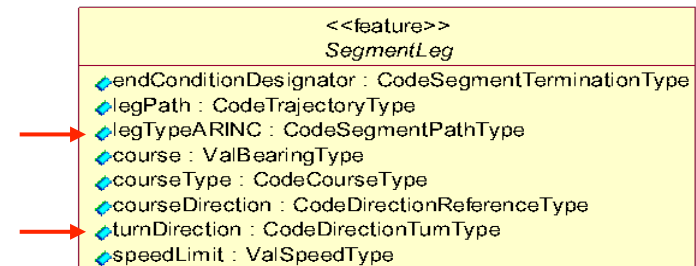 <<feature>>
SegmentLeg
endConditionDesignator : CodeSegmentTerminationType
legPath : CodeTrajectoryType
legTypeARINC : CodeSegmentPathType
course : ValBearingType
courseType : CodeCourseType
courseDirection : CodeDirectionReferenceType
turnDirection : CodeDirectionTurnType
speedLimit : ValSpeedType